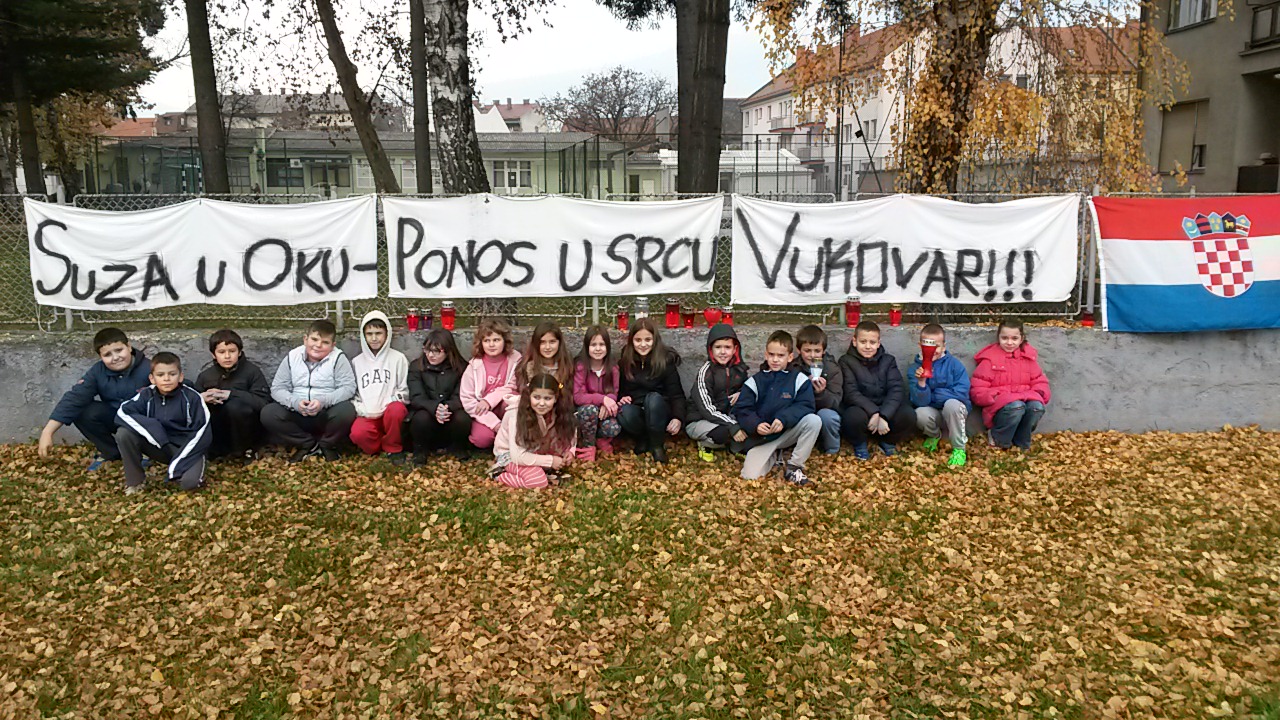 SUZA U OKU- PONOS U SRCU VUKOVAR!!!
GAP